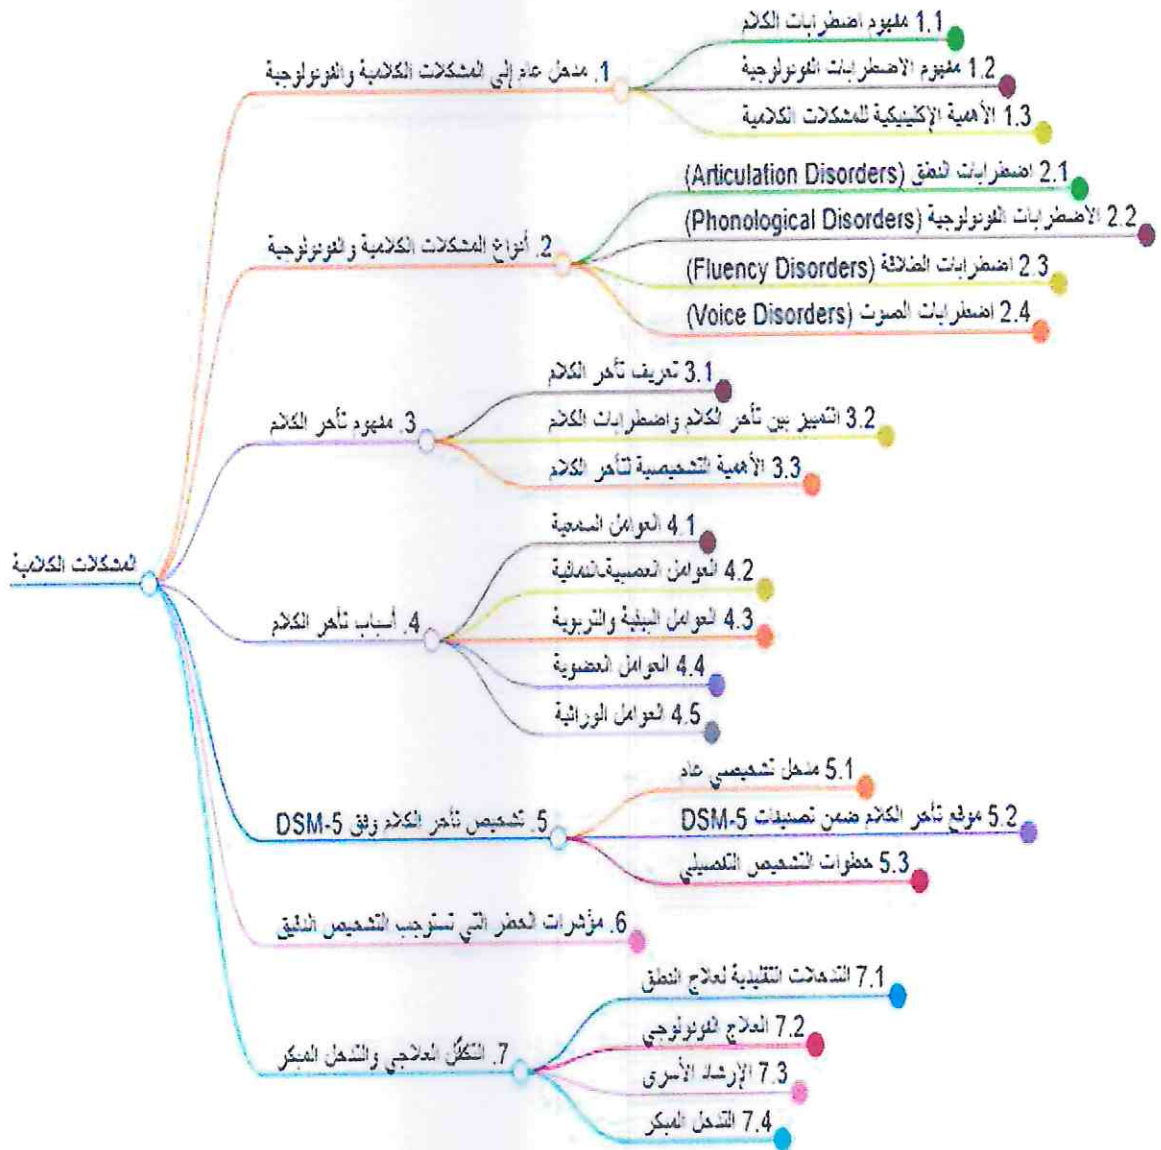 المشكلات الكلامية
1. مدخل عام إلى المشكلات الكلامية والفونولوجية
1.1 مفهوم اضطرابات الكلام
1.2 مفهوم الاضطرابات الفونولوجية
1.3 الأهمية الإكلينيكية للمشكلات الكلامية
2. أنواع المشكلات الكلامية والفونولوجية
2.1 اضطرابات النطق (Articulation Disorders)
2.2 الاضطرابات الفونولوجية (Phonological Disorders)
2.3 اضطرابات الطلاقة (Fluency Disorders)
2.4 اضطرابات الصوت (Voice Disorders)
3. مفهوم تأخر الكلام
3.1 تعريف تأخر الكلام
3.2 التمييز بين تأخر الكلام واضطرابات الكلام
3.3 الأهمية التشخيصية لتأخر الكلام
4. أسباب تأخر الكلام
4.1 العوامل السمعية
4.2 العوامل العصبية-النمائية
4.3 العوامل البيئية والتربوية
4.4 العوامل العضوية
4.5 العوامل الوراثية
5. تشخيص تأخر الكلام وفق DSM-5
5.1 مدخل تشخيصي عام
5.2 موقع تأخر الكلام ضمن تصنيفات DSM-5
5.3 خطوات التشخيص التفصيلي
6. مؤشرات الخطر التي تستوجب التشخيص الدقيق
7. التكفّل العلاجي والتدخل المبكر
7.1 التدخلات التقليدية لعلاج النطق
7.2 العلاج الفونولوجي
7.3 الإرشاد الأسري
7.4 التدخل المبكر